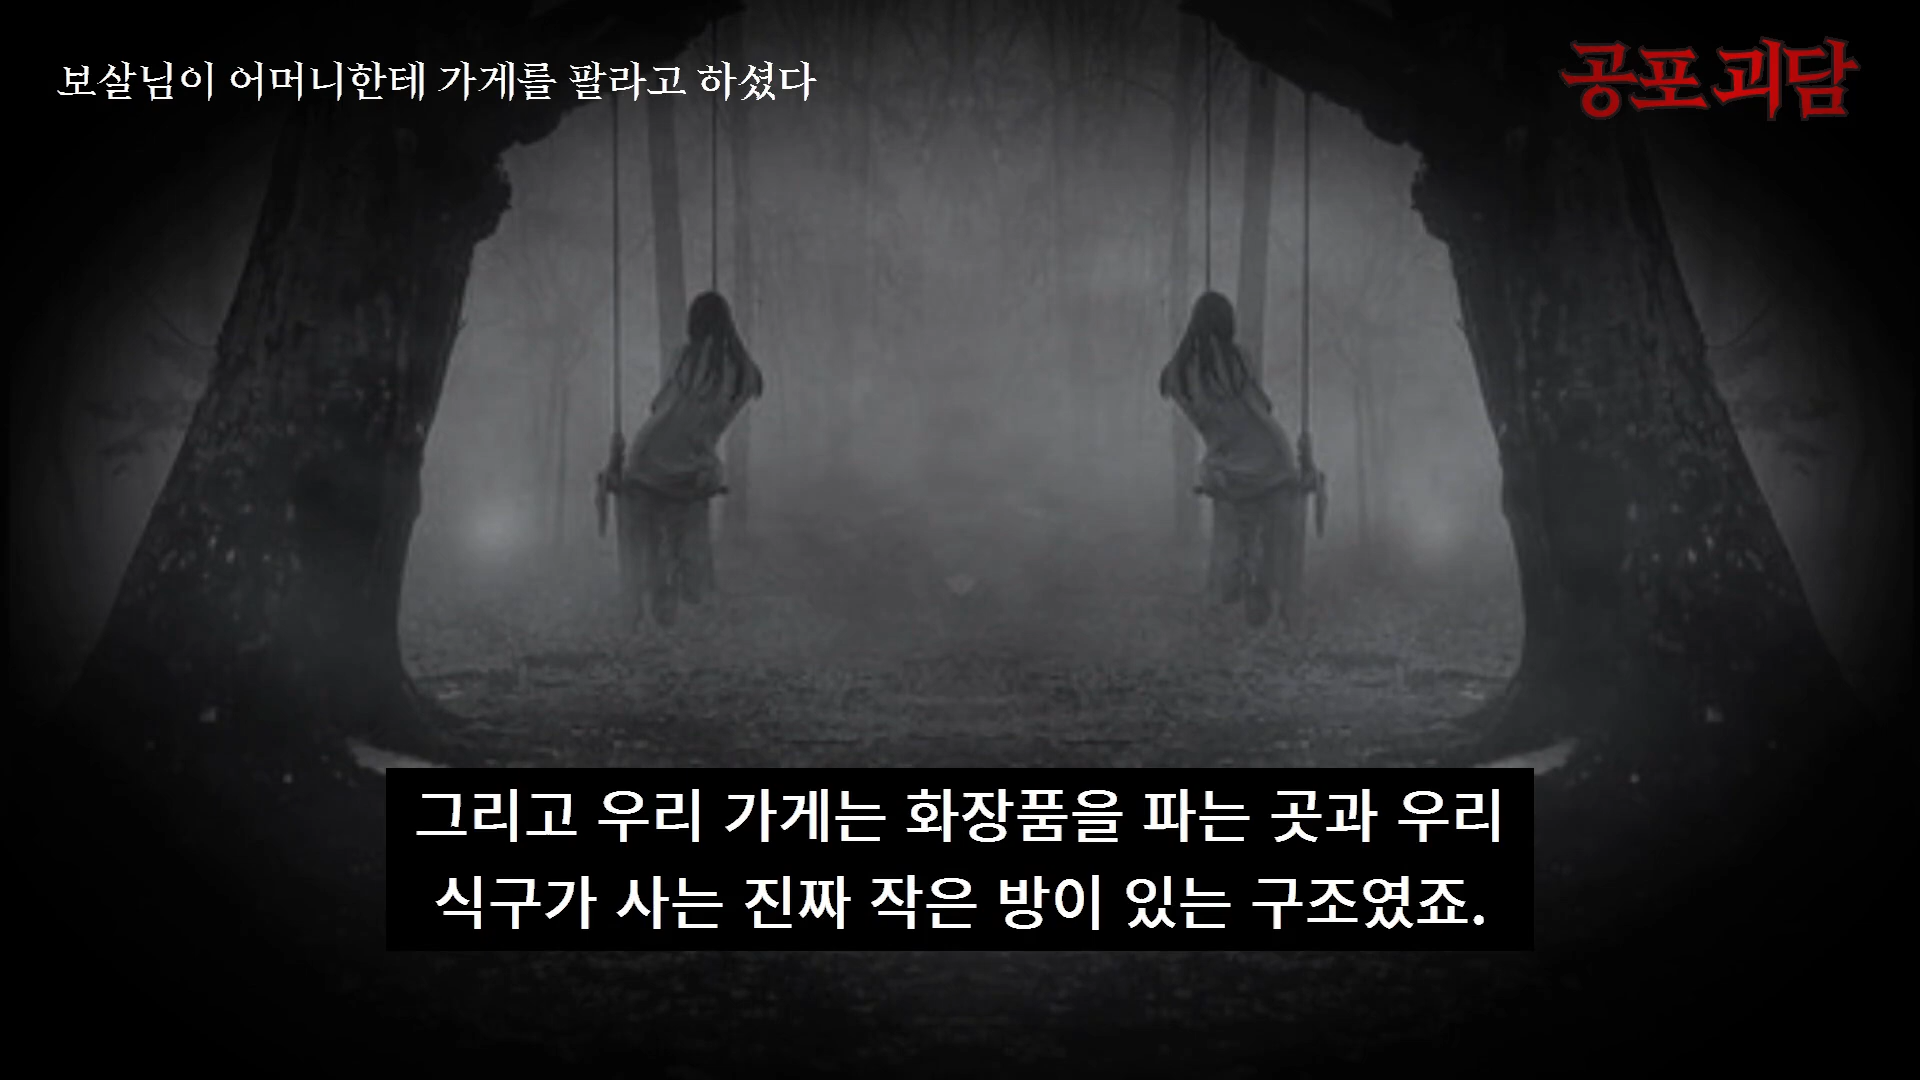 보살님이 어머니한테 가게를 팔라고 하셨다
공포괴담
그리고 우리 가게는 화장품을 파는 곳과 우리
식구가 사는 진짜 작은 방이 있는 구조였죠.